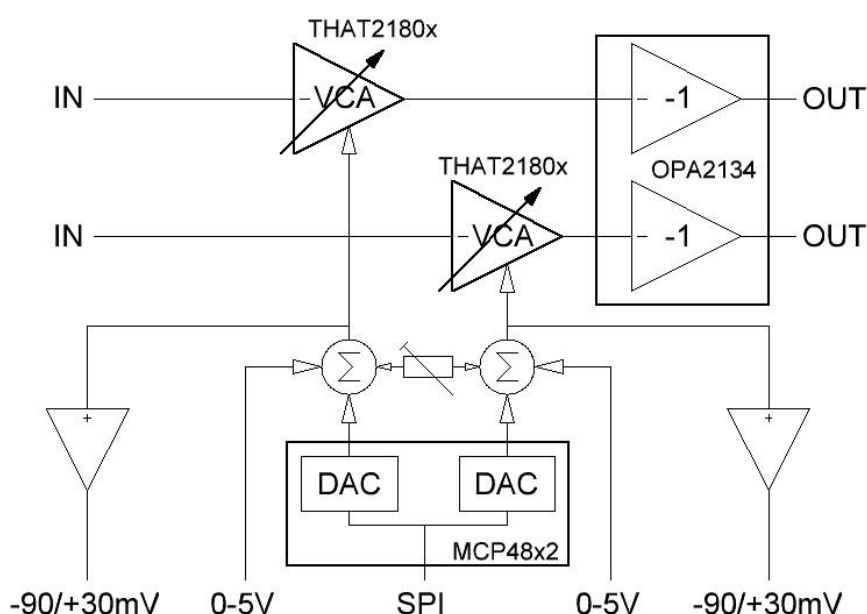 THAT2180x
IN
− VCA
− -1
OUT
THAT2180x
OPA2134
IN
− VCA
− -1
OUT
Σ
Σ
+
+
DAC
DAC
MCP48x2
-90/+30mV
0-5V
SPI
0-5V
-90/+30mV